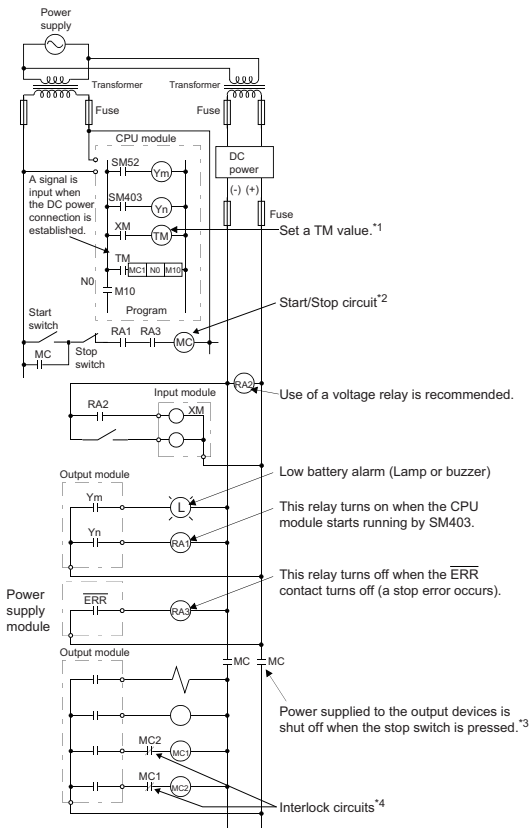 Power
supply
Transformer
Transformer
Fuse
Fuse
CPU module
SM52
Ym
DC
power
A signal is
input when
the DC power
connection is
established.
SM403
Yn
(-) (+)
Fuse
XM
TM
Set a TM value.*1
TM
MC1 N0 M10
N0
M10
Program
Start/Stop circuit*2
Start
switch
RA1
RA3
MC
MC
Stop
switch
RA2
Use of a voltage relay is recommended.
Input module
RA2
XM
Output module
Low battery alarm (Lamp or buzzer)
Ym
L
This relay turns on when the CPU
module starts running by SM403.
Yn
RA1
This relay turns off when the ERR
contact turns off (a stop error occurs).
Power
supply
module
ERR
RA3
Output module
MC
MC
Power supplied to the output devices is
shut off when the stop switch is pressed.*3
MC2
MC1
MC1
MC2
Interlock circuits*4